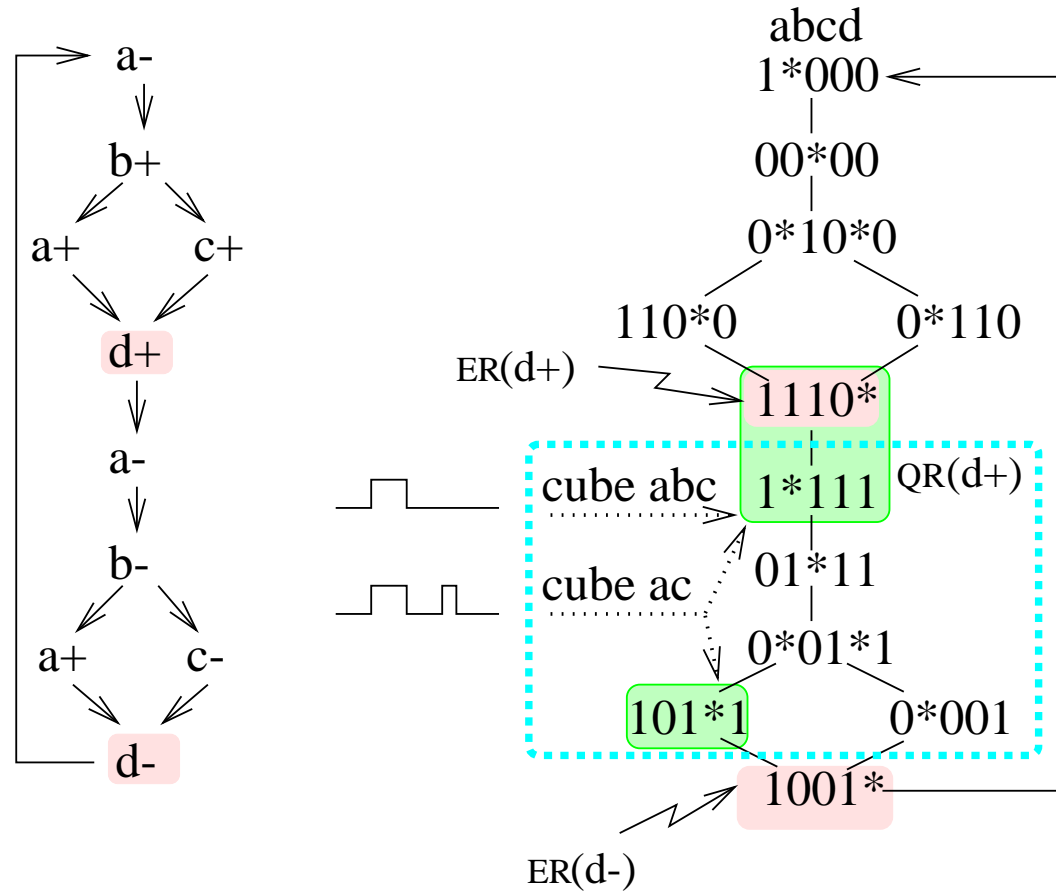 a-
b+
a+ c+
d+
a-
b-
a+ c-
d-
abcd
1*000
00*00
0*10*0
110*0 0*110
ER(d+)
1110*
QR(d+)
cube abc
1*111
01*11
cube ac
0*01*1
101*1 0*001
1001*
ER(d-)